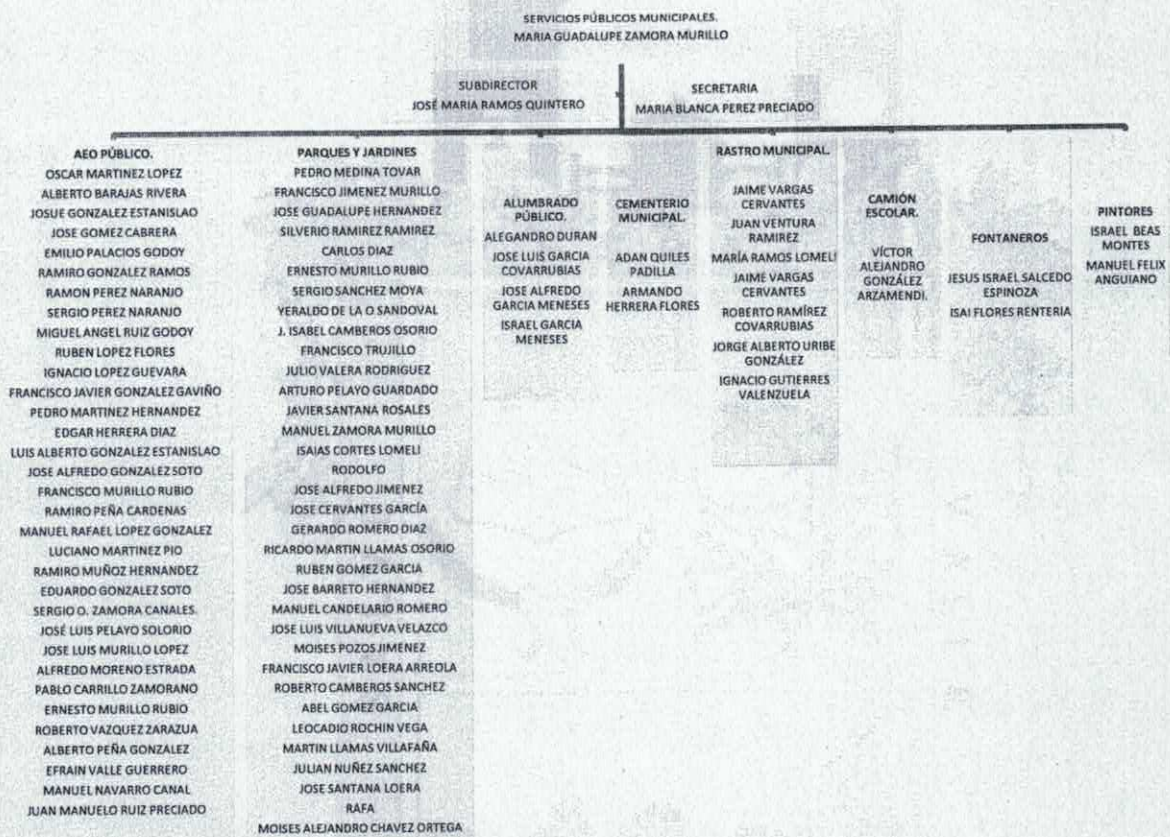 SERVICIOS PÚBLICOS MUNICIPALES.
MARIA GUADALUPE ZAMORA MURILLO
SUBDIRECTOR
JOSÉ MARIA RAMOS QUINTERO
SECRETARIA
MARIA BLANCA PEREZ PRECIADO
AEO PÚBLICO.
OSCAR MARTINEZ LOPEZ
ALBERTO BARAJAS RIVERA
JOSUE GONZALEZ ESTANISLAO
JOSE GOMEZ CABRERA
EMILIO PALACIOS GODOY
RAMIRO GONZALEZ RAMOS
RAMON PEREZ NARANJO
SERGIO PEREZ NARANJO
MIGUEL ANGEL RUIZ GODOY
RUBEN LOPEZ FLORES
IGNACIO LOPEZ GUEVARA
FRANCISCO JAVIER GONZALEZ GAVIÑO
PEDRO MARTINEZ HERNANDEZ
EDGAR HERRERA DIAZ
LUIS ALBERTO GONZALEZ ESTANISLAO
JOSE ALFREDO GONZALEZ SOTO
FRANCISCO MURILLO RUBIO
RAMIRO PEÑA CARDENAS
MANUEL RAFAEL LOPEZ GONZALEZ
LUCIANO MARTINEZ PIO
RAMIRO MUÑOZ HERNANDEZ
EDUARDO GONZALEZ SOTO
SERGIO O. ZAMORA CANALES.
JOSÉ LUIS PELAYO SOLORIO
JOSE LUIS MURILLO LOPEZ
ALFREDO MORENO ESTRADA
PABLO CARRILLO ZAMORANO
ERNESTO MURILLO RUBIO
ROBERTO VAZQUEZ ZARAZUA
ALBERTO PEÑA GONZALEZ
EFRAIN VALLE GUERRERO
MANUEL NAVARRO CANAL
JUAN MANUELO RUIZ PRECIADO
PARQUES Y JARDINES
PEDRO MEDINA TOVAR
FRANCISCO JIMENEZ MURILLO
JOSE GUADALUPE HERNANDEZ
SILVERIO RAMIREZ RAMIREZ
CARLOS DIAZ
ERNESTO MURILLO RUBIO
SERGIO SANCHEZ MOYA
YERALDO DE LA O SANDOVAL
J. ISABEL CAMBEROS OSORIO
FRANCISCO TRUJILLO
JULIO VALERA RODRIGUEZ
ARTURO PELAYO GUARDADO
JAVIER SANTANA ROSALES
MANUEL ZAMORA MURILLO
ISAIAS CORTES LOMELI
RODOLFO
JOSE ALFREDO JIMENEZ
JOSE CERVANTES GARCÍA
GERARDO ROMERO DIAZ
RICARDO MARTIN LLAMAS OSORIO
RUBEN GOMEZ GARCIA
JOSE BARRETO HERNANDEZ
MANUEL CANDELARIO ROMERO
JOSE LUIS VILLANUEVA VELAZCO
MOISES POZOS JIMENEZ
FRANCISCO JAVIER LOERA ARREOLA
ROBERTO CAMBEROS SANCHEZ
ABEL GOMEZ GARCIA
LEOCADIO ROCHIN VEGA
MARTIN LLAMAS VILLAFAÑA
JULIAN NUÑEZ SANCHEZ
JOSE SANTANA LOERA
RAFA
MOISES ALEJANDRO CHAVEZ ORTEGA
ALUMBRADO
PÚBLICO.
ALEGANDRO DURAN
JOSE LUIS GARCIA
COVARRUBIAS
JOSE ALFREDO
GARCIA MENESES
ISRAEL GARCIA
MENESES
CEMENTERIO
MUNICIPAL.
ADAN QUILES
PADILLA
ARMANDO
HERRERA FLORES
RASTRO MUNICIPAL.
JAIME VARGAS
CERVANTES
JUAN VENTURA
RAMIREZ
MARÍA RAMOS LOMELI
JAIME VARGAS
CERVANTES
ROBERTO RAMÍREZ
COVARRUBIAS
JORGE ALBERTO URIBE
GONZÁLEZ
IGNACIO GUTIERRES
VALENZUELA
CAMIÓN
ESCOLAR.
VÍCTOR
ALEJANDRO
GONZÁLEZ
ARZAMENDI.
FONTANEROS
JESUS ISRAEL SALCEDO
ESPINOZA
ISAI FLORES RENTERIA
PINTORES
ISRAEL BEAS
MONTES
MANUEL FELIX
ANGUIANO